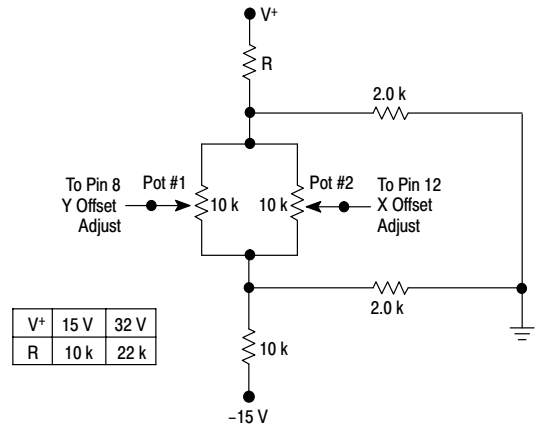 V+
R
2.0 k
To Pin 8
Y Offset
Adjust
Pot #1
10 k
10 k
Pot #2
To Pin 12
X Offset
Adjust
2.0 k
V+ 15 V 32 V
R 10 k 22 k
10 k
–15 V